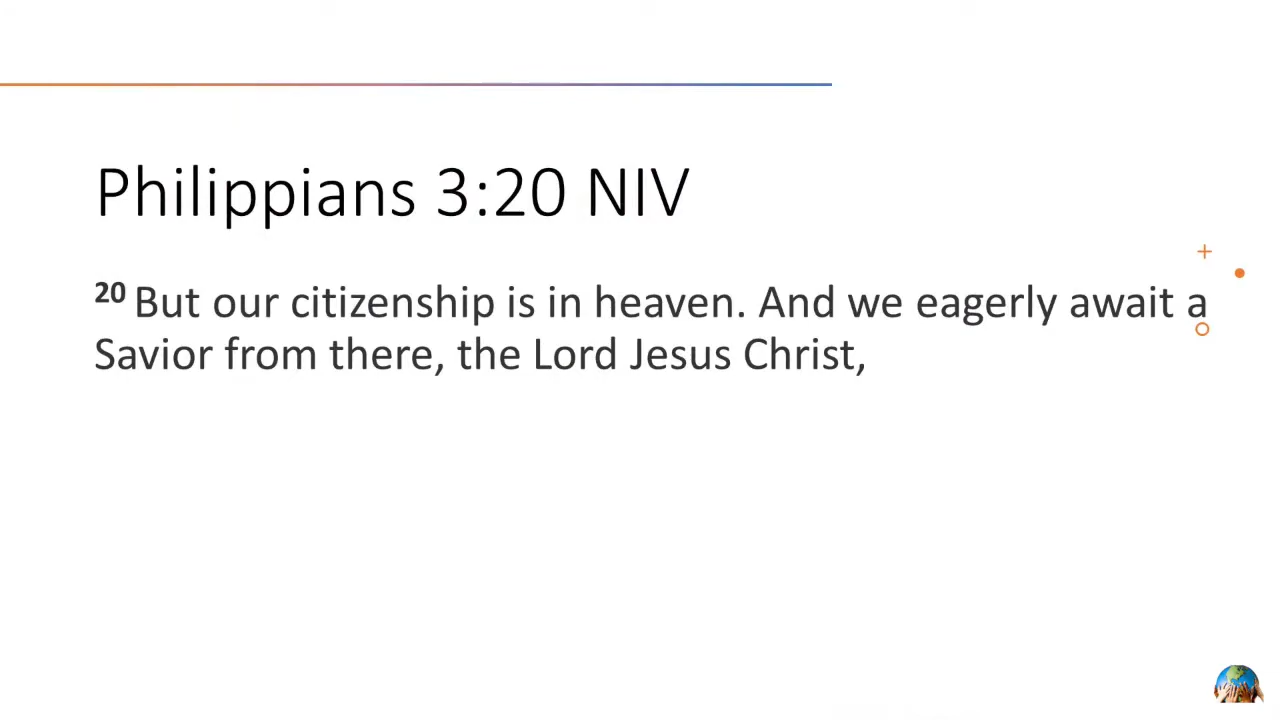 Philippians 3:20 NIV
20 But our citizenship is in heaven. And we eagerly await a
Savior from there, the Lord Jesus Christ,